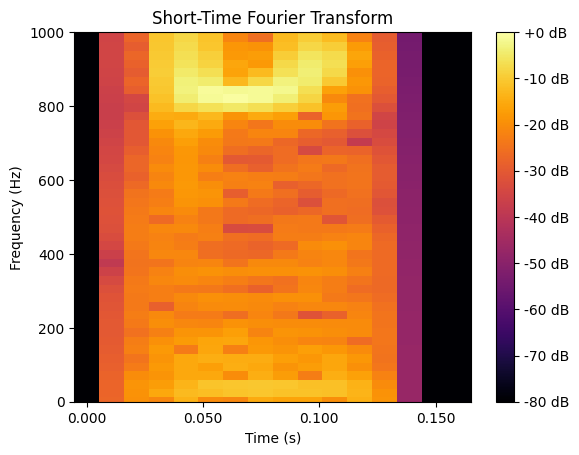 Short-Time Fourier Transform
1000
800
600
400
200
0
Frequency (Hz)
0.000
0.050
0.100
0.150
Time (s)
+0 dB
-10 dB
-20 dB
-30 dB
-40 dB
-50 dB
-60 dB
-70 dB
-80 dB